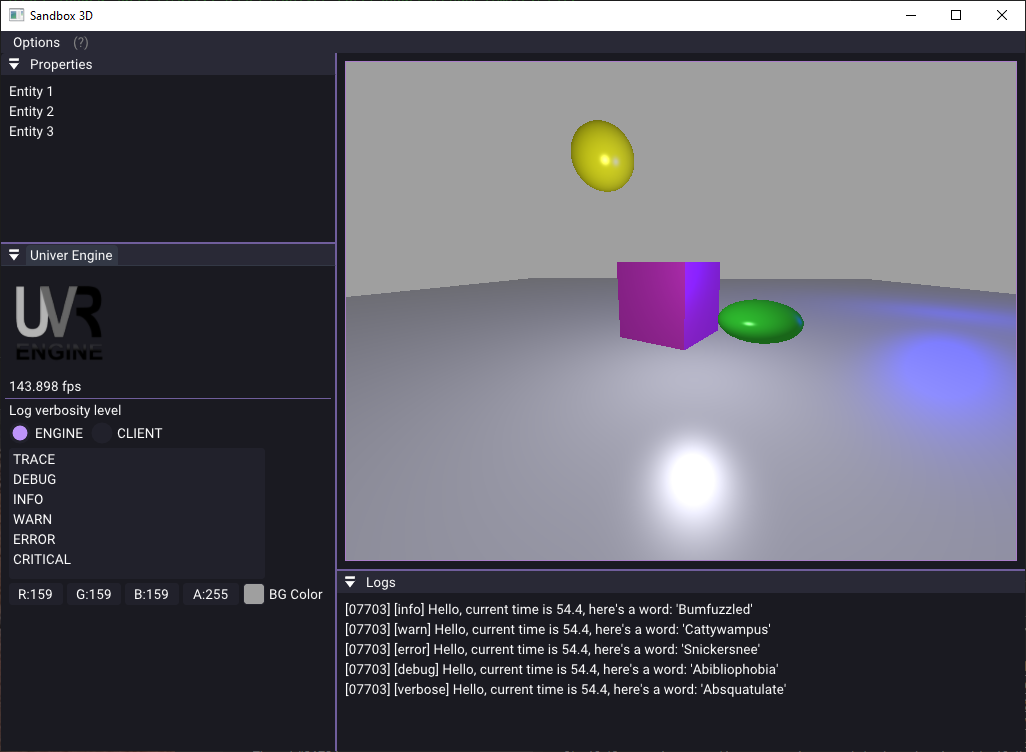 Sandbox 3D
Options (?)
Properties
Entity 1
Entity 2
Entity 3
Univer Engine
UVR
ENGINE
143.898 fps
Log verbosity level
ENGINE CLIENT
TRACE
DEBUG
INFO
WARN
ERROR
CRITICAL
R:159 G:159 B:159 A:255 BG Color
Logs
[07703] [info] Hello, current time is 54.4, here's a word: 'Bumfuzzled'
[07703] [warn] Hello, current time is 54.4, here's a word: 'Cattywampus'
[07703] [error] Hello, current time is 54.4, here's a word: 'Snickersnee'
[07703] [debug] Hello, current time is 54.4, here's a word: 'Abibliophobia'
[07703] [verbose] Hello, current time is 54.4, here's a word: 'Absquatulate'